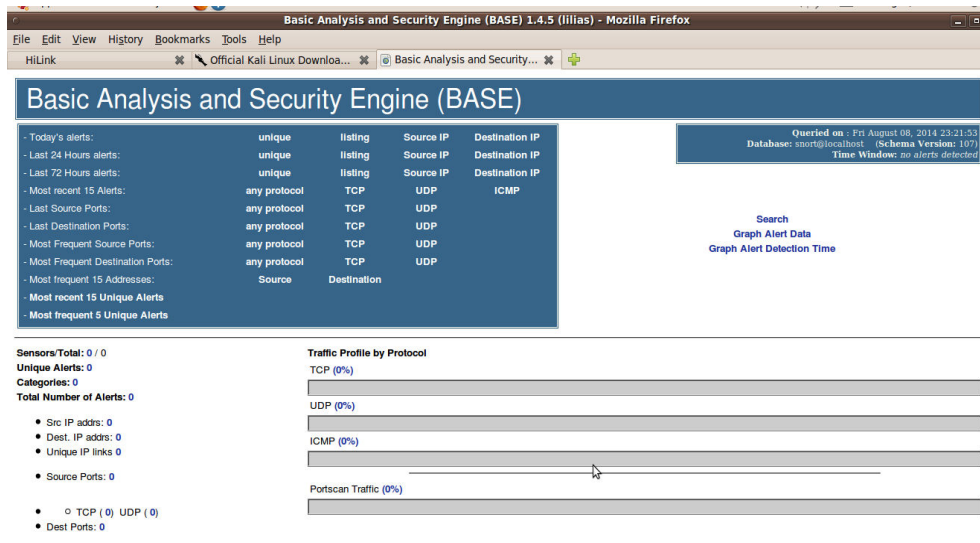 Basic Analysis and Security Engine (BASE) 1.4.5 (lilias) - Mozilla Firefox
File Edit View History Bookmarks Tools Help
HiLink Official Kali Linux Downloa... Basic Analysis and Security...
Basic Analysis and Security Engine (BASE)
- Today's alerts: unique listing Source IP Destination IP
- Last 24 Hours alerts: unique listing Source IP Destination IP
- Last 72 Hours alerts: unique listing Source IP Destination IP
- Most recent 15 Alerts: any protocol TCP UDP ICMP
- Last Source Ports: any protocol TCP UDP
- Last Destination Ports: any protocol TCP UDP
- Most Frequent Source Ports: any protocol TCP UDP
- Most Frequent Destination Ports: any protocol TCP UDP
- Most frequent 15 Addresses: Source Destination
- Most recent 15 Unique Alerts
- Most frequent 5 Unique Alerts
Queried on : Fri August 08, 2014 23:21:53
Database: snort@localhost (Schema Version: 107)
Time Window: no alerts detected
Search
Graph Alert Data
Graph Alert Detection Time
Sensors/Total: 0 / 0
Unique Alerts: 0
Categories: 0
Total Number of Alerts: 0
Src IP addrs: 0
Dest. IP addrs: 0
Unique IP links 0
Source Ports: 0
TCP ( 0) UDP ( 0)
Dest Ports: 0
Traffic Profile by Protocol
TCP (0%)
UDP (0%)
ICMP (0%)
Portscan Traffic (0%)